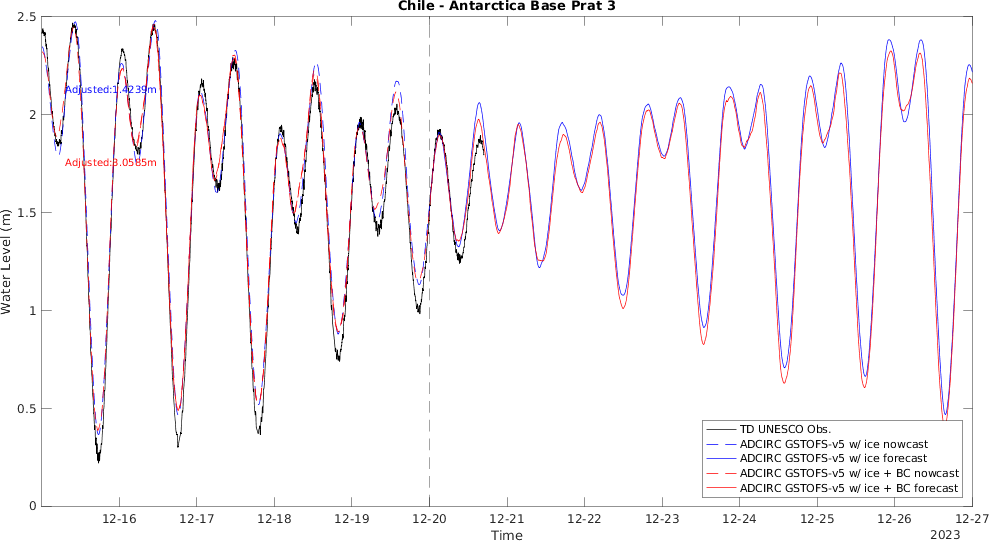 Chile - Antarctica Base Prat 3
2.5
2
1.5
1
0.5
0
Water Level (m)
Adjusted:1.4239m
Adjusted:3.0585m
TD UNESCO Obs.
ADCIRC GSTOFS-v5 w/ ice nowcast
ADCIRC GSTOFS-v5 w/ ice forecast
ADCIRC GSTOFS-v5 w/ ice + BC nowcast
ADCIRC GSTOFS-v5 w/ ice + BC forecast
12-16 12-17 12-18 12-19 12-20 12-21 12-22 12-23 12-24 12-25 12-26 12-27
Time
2023